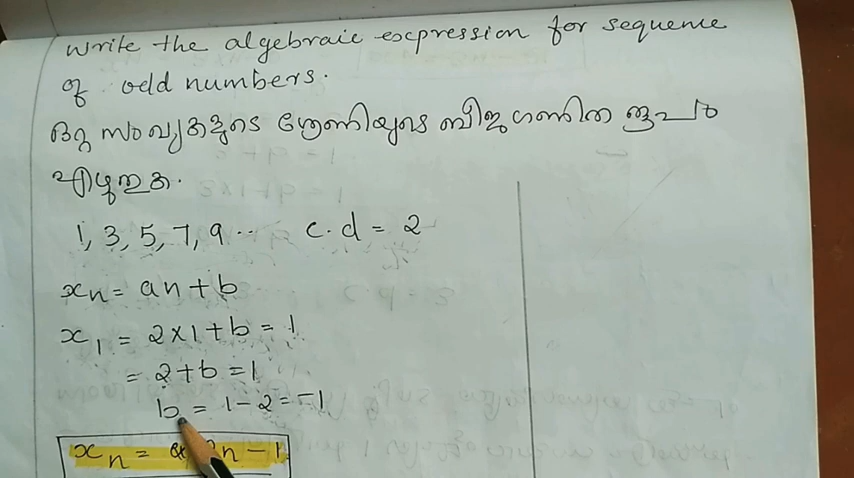 Write the algebraic expression for sequence
of odd numbers.
ഒറ്റ സംഖ്യകളുടെ ശ്രേണിയുടെ ബീജഗണിത രൂപം
എഴുതുക.
1, 3, 5, 7, 9 ... c.d = 2
xn = an + b
x1 = 2×1 + b = 1
= 2 + b = 1
b = 1 - 2 = -1
xn = 2n - 1